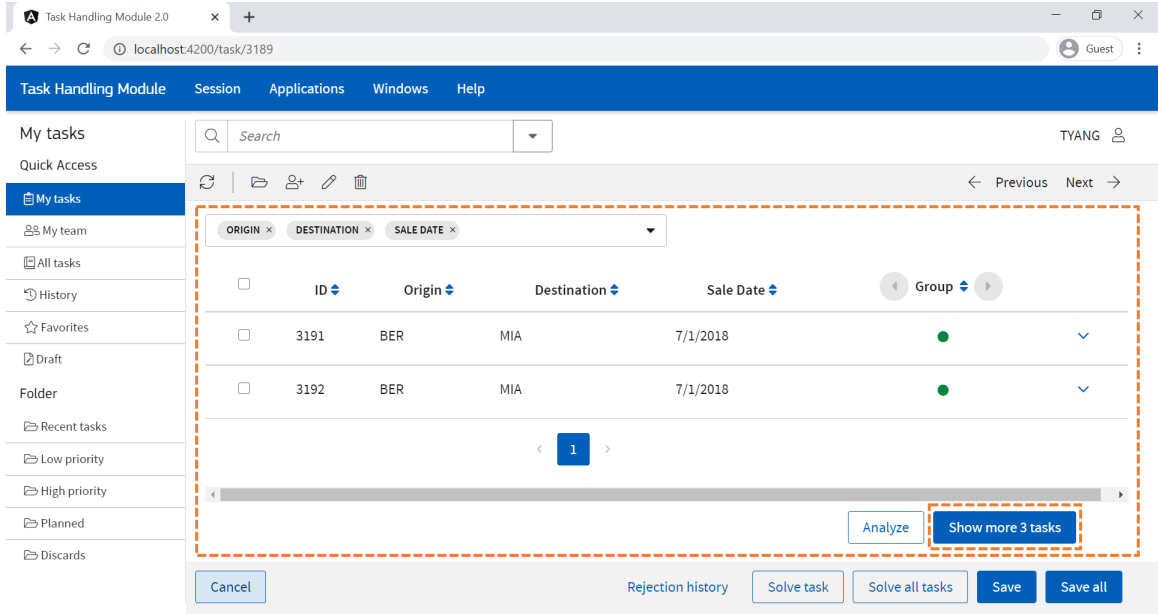 Task Handling Module 2.0
localhost:4200/task/3189
Guest
Task Handling Module Session Applications Windows Help
My tasks
Search
TYANG
Quick Access
My tasks
Previous Next
My team
All tasks
History
Favorites
Draft
Folder
Recent tasks
Low priority
High priority
Planned
Discards
ORIGIN × DESTINATION × SALE DATE ×
ID Origin Destination Sale Date Group
3191 BER MIA 7/1/2018
3192 BER MIA 7/1/2018
1
Analyze Show more 3 tasks
Cancel Rejection history Solve task Solve all tasks Save Save all